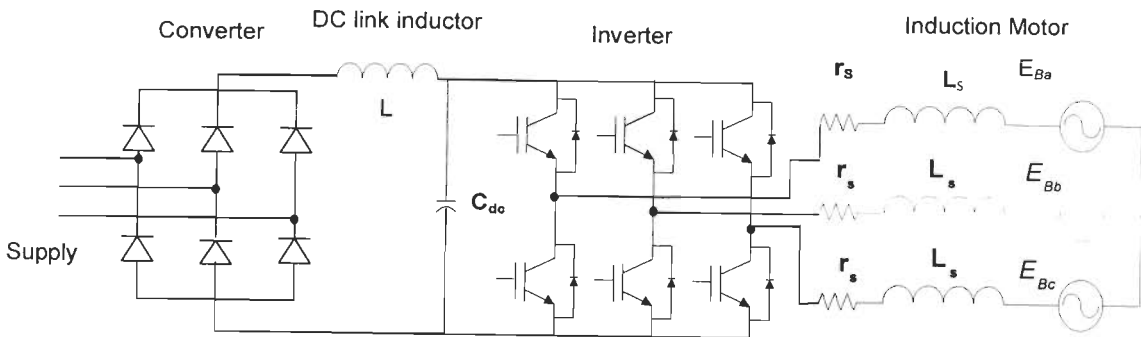 Converter
DC link inductor
Inverter
Induction Motor
L
C_dc
Supply
r_S
L_S
E_Ba
r_s
L_s
E_Bb
r_s
L_s
E_Bc